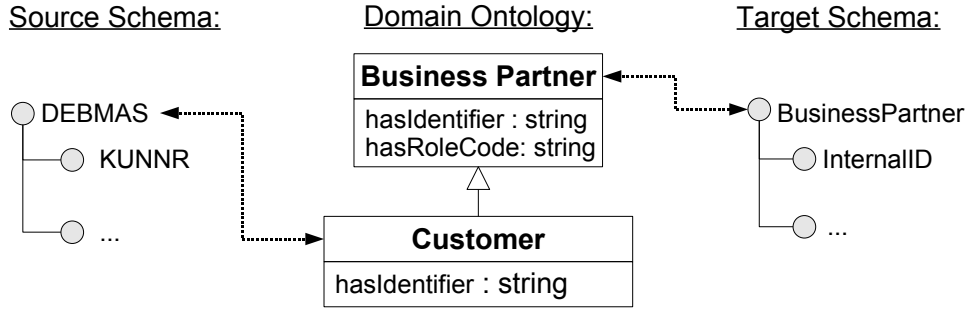 Source Schema:
Domain Ontology:
Target Schema:
Business Partner
hasIdentifier : string
hasRoleCode: string
DEBMAS
KUNNR
...
BusinessPartner
InternalID
...
Customer
hasIdentifier : string